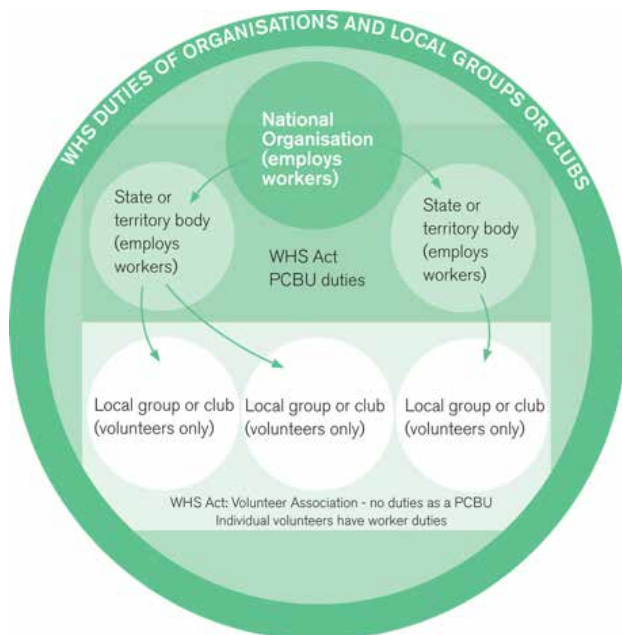 WHS DUTIES OF ORGANISATIONS AND LOCAL GROUPS OR CLUBS
National
Organisation
(employs
workers)
State or
territory body
(employs
workers)
State or
territory body
(employs
workers)
WHS Act
PCBU duties
Local group or club
(volunteers only)
Local group or club
(volunteers only)
Local group or club
(volunteers only)
WHS Act: Volunteer Association - no duties as a PCBU
Individual volunteers have worker duties